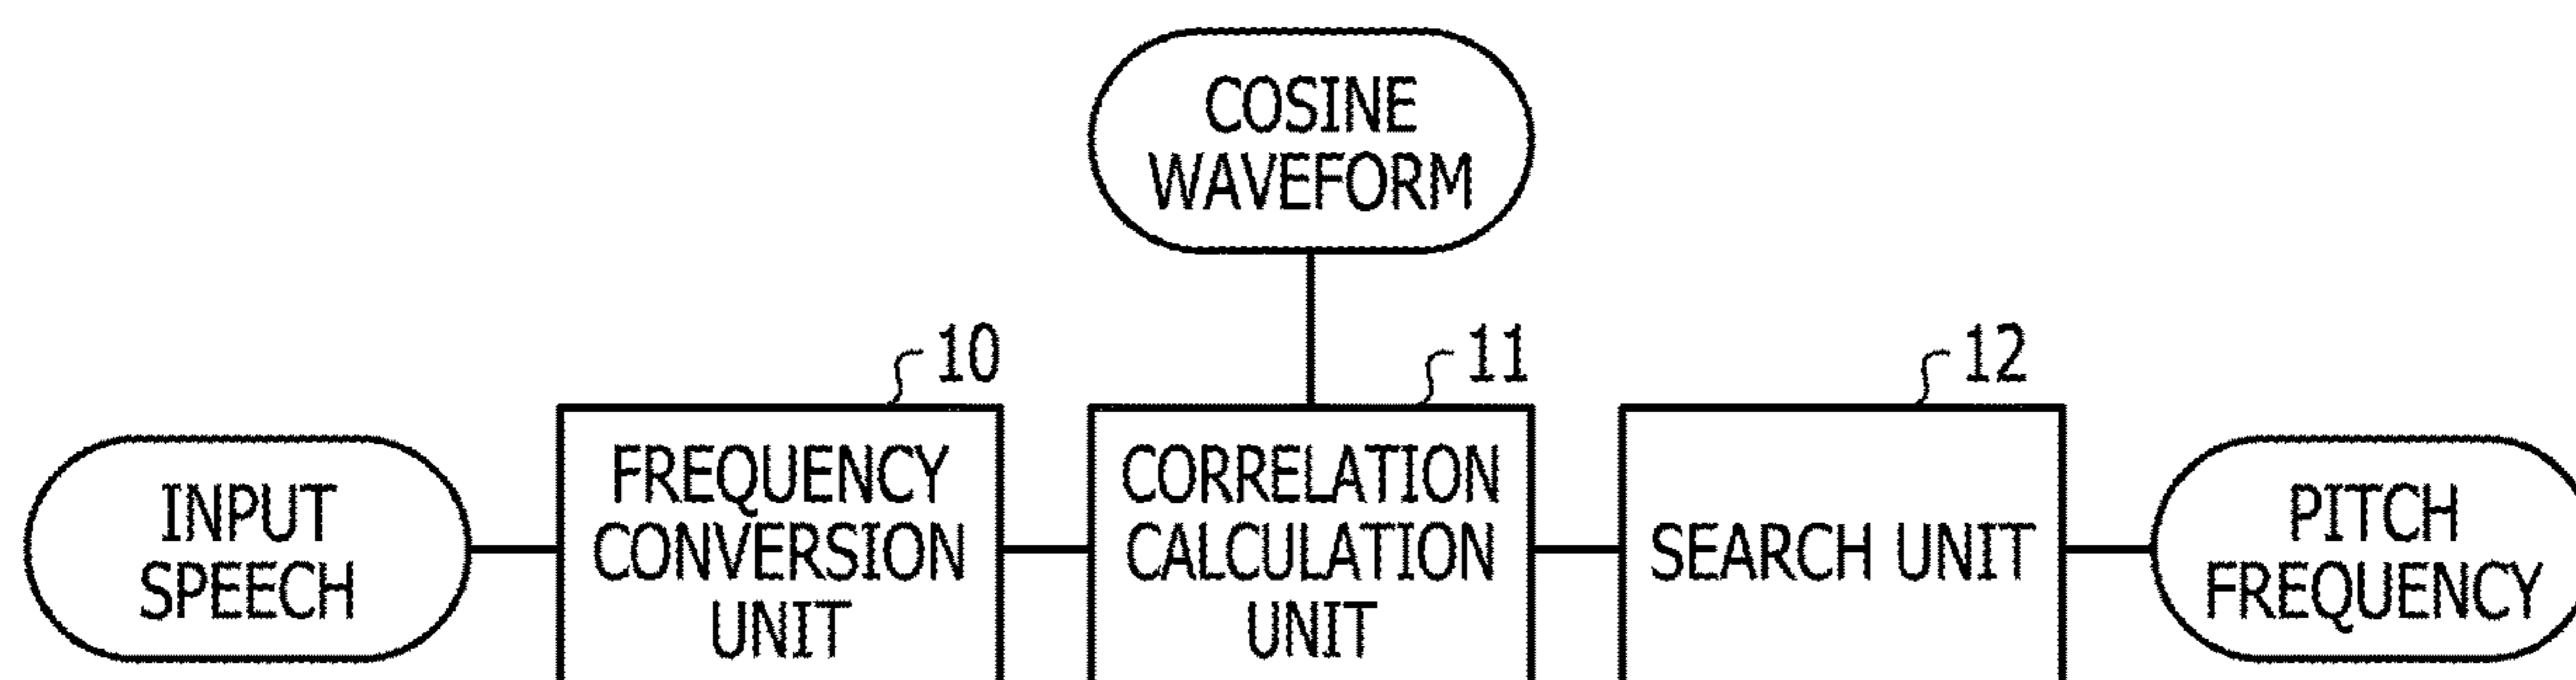 COSINE
WAVEFORM
10
11
12
INPUT
SPEECH
FREQUENCY
CONVERSION
UNIT
CORRELATION
CALCULATION
UNIT
SEARCH UNIT
PITCH
FREQUENCY